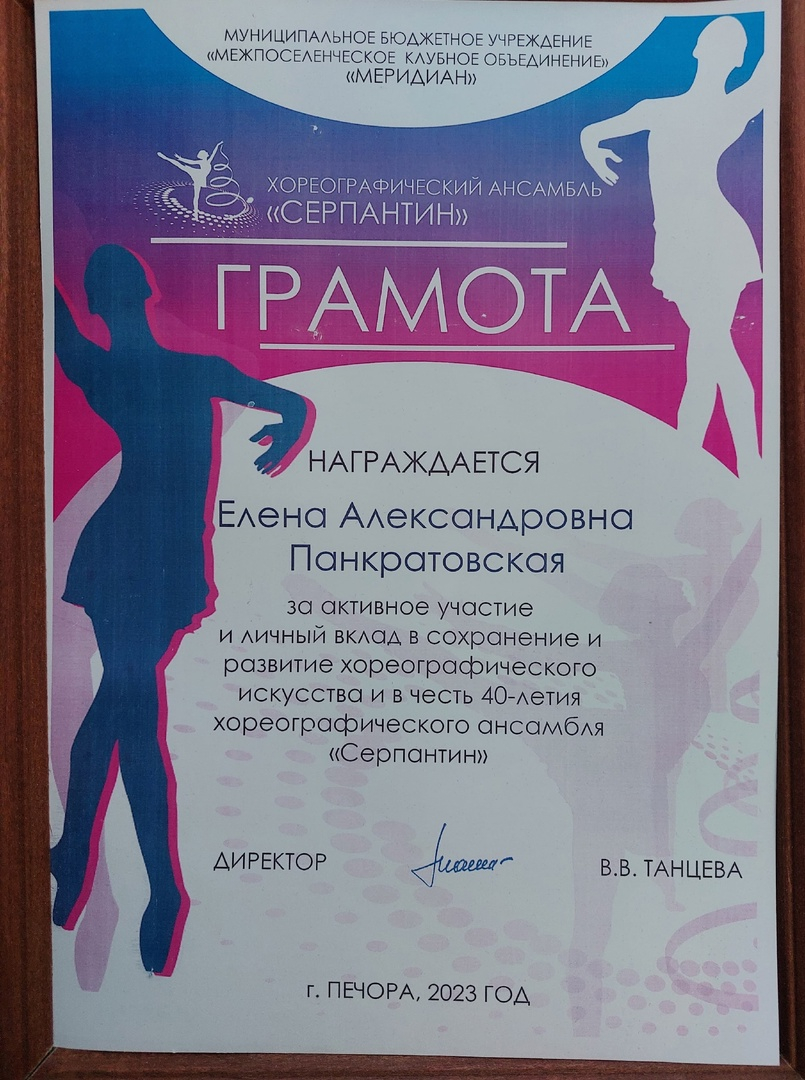 МУНИЦИПАЛЬНОЕ БЮДЖЕТНОЕ УЧРЕЖДЕНИЕ
«МЕЖПОСЕЛЕНЧЕСКОЕ КЛУБНОЕ ОБЪЕДИНЕНИЕ»
«МЕРИДИАН»
ХОРЕОГРАФИЧЕСКИЙ АНСАМБЛЬ
«СЕРПАНТИН»
ГРАМОТА
НАГРАЖДАЕТСЯ
Елена Александровна
Панкратовская
за активное участие
и личный вклад в сохранение и
развитие хореографического
искусства и в честь 40-летия
хореографического ансамбля
«Серпантин»
ДИРЕКТОР В.В. ТАНЦЕВА
г. ПЕЧОРА, 2023 ГОД